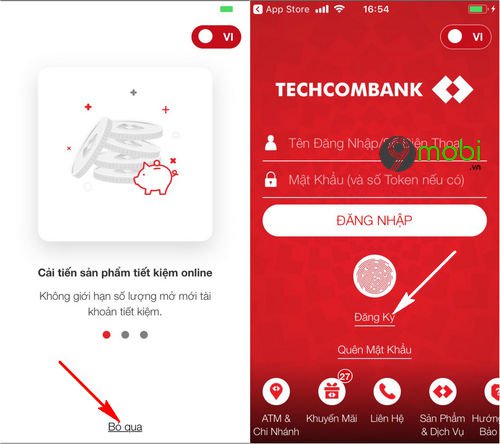 VI
Cải tiến sản phẩm tiết kiệm online
Không giới hạn số lượng mở mới tài
khoản tiết kiệm.
Bỏ qua
App Store
16:54
VI
TECHCOMBANK
Tên Đăng Nhập/Số Điện Thoại
9mobi
.vn
Mật Khẩu (và số Token nếu có)
ĐĂNG NHẬP
Đăng Ký
Quên Mật Khẩu
27
ATM &
Chi Nhánh
Khuyến Mãi
Liên Hệ
Sản Phẩm
& Dịch Vụ
Hướng
Bảo